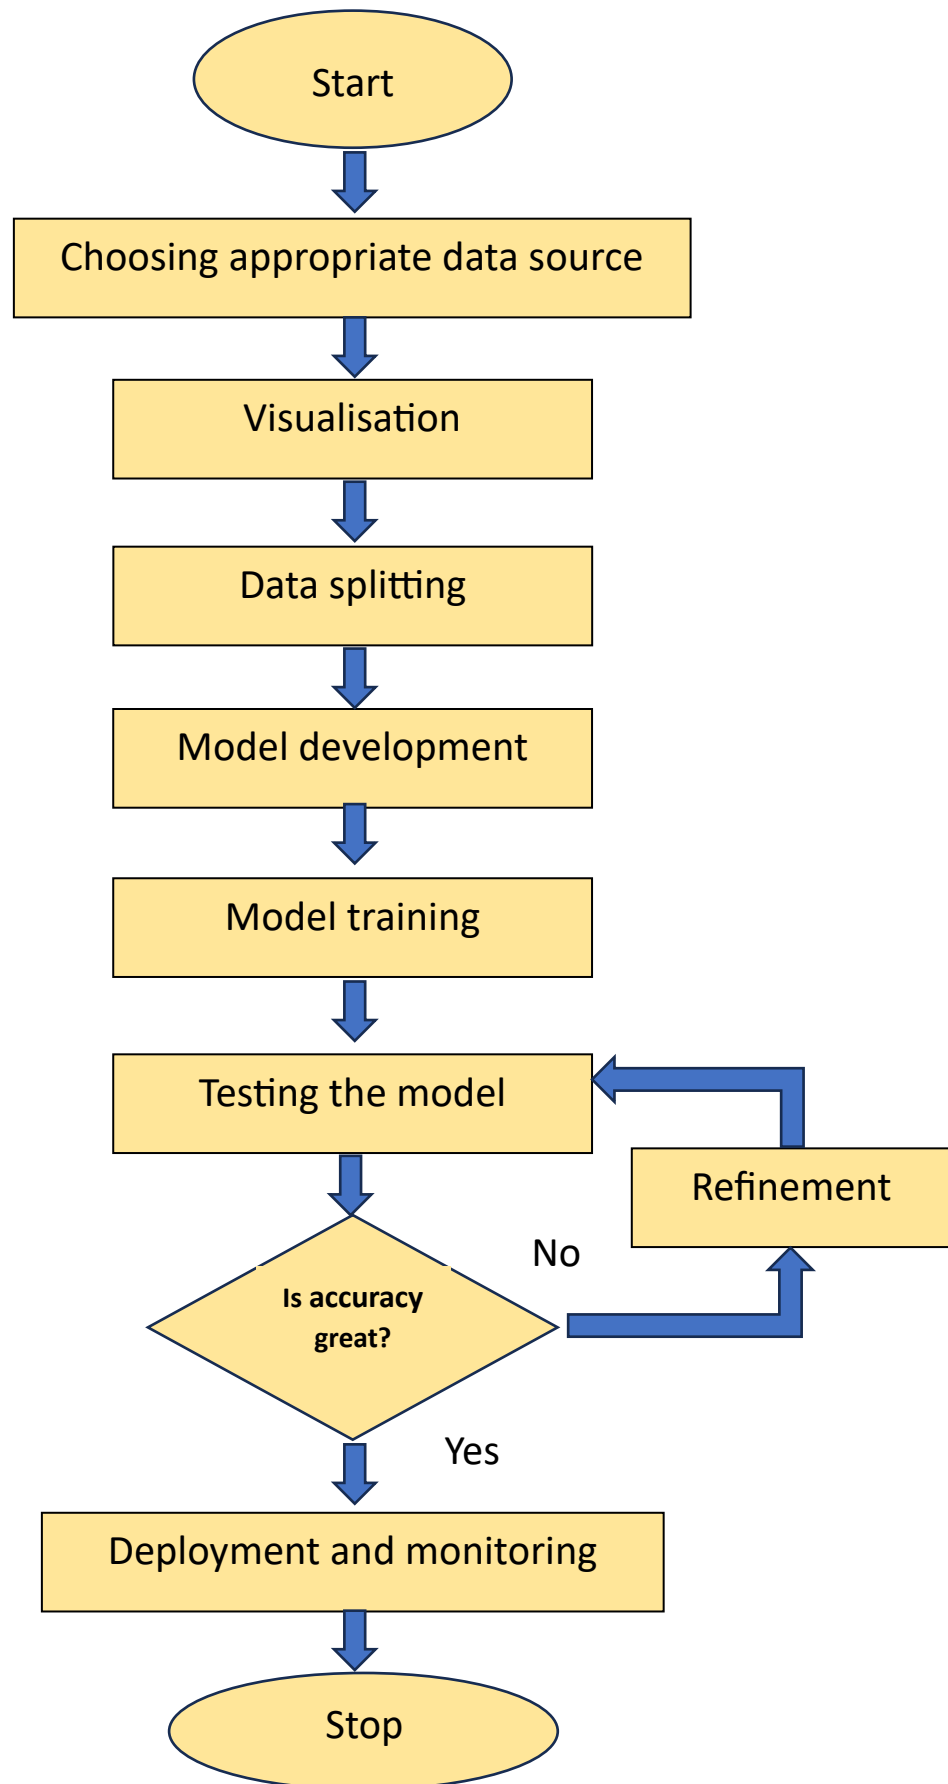 Start
Choosing appropriate data source
Visualisation
Data splitting
Model development
Model training
Testing the model
Refinement
No
Is accuracy
great?
Yes
Deployment and monitoring
Stop